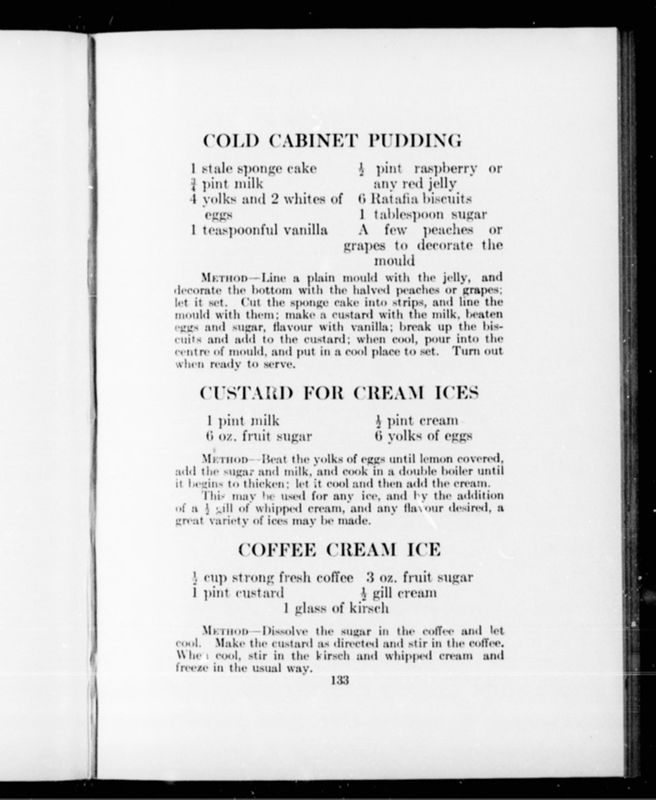 COLD CABINET PUDDING
1 stale sponge cake
¾ pint milk
4 yolks and 2 whites of
eggs
1 teaspoonful vanilla
½ pint raspberry or
any red jelly
6 Ratafia biscuits
1 tablespoon sugar
A few peaches or
grapes to decorate the
mould
METHOD—Line a plain mould with the jelly, and
decorate the bottom with the halved peaches or grapes;
let it set. Cut the sponge cake into strips, and line the
mould with them; make a custard with the milk, beaten
eggs and sugar, flavour with vanilla; break up the bis-
cuits and add to the custard; when cool, pour into the
centre of mould, and put in a cool place to set. Turn out
when ready to serve.
CUSTARD FOR CREAM ICES
1 pint milk
6 oz. fruit sugar
½ pint cream
6 yolks of eggs
METHOD—Beat the yolks of eggs until lemon covered,
add the sugar and milk, and cook in a double boiler until
it begins to thicken; let it cool and then add the cream.
This may be used for any ice, and by the addition
of a ½ gill of whipped cream, and any flavour desired, a
great variety of ices may be made.
COFFEE CREAM ICE
½ cup strong fresh coffee
1 pint custard
3 oz. fruit sugar
½ gill cream
1 glass of kirsch
METHOD—Dissolve the sugar in the coffee and let
cool. Make the custard as directed and stir in the coffee.
When cool, stir in the kirsch and whipped cream and
freeze in the usual way.
133